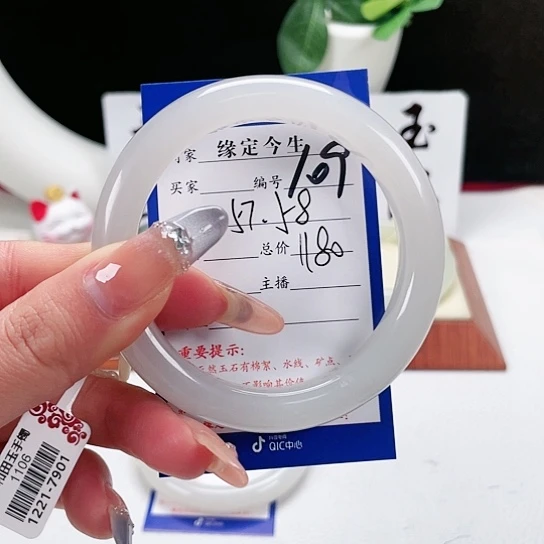 缘定今生
家
买家 编号 109
57.58
总价 1180
主播
重要提示:
然玉石有棉絮、水线、矿点、
抖音电商
QIC中心
玉
田玉手镯
1106
1221-7901